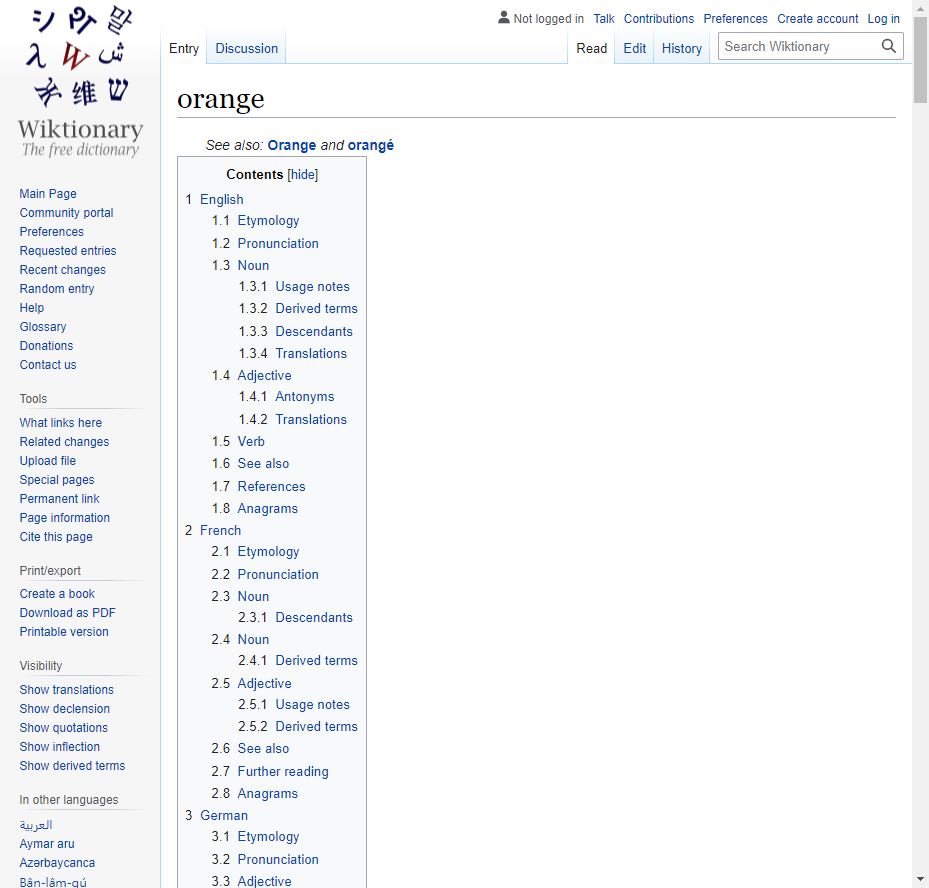 Not logged in Talk Contributions Preferences Create account Log in
Entry Discussion Read Edit History Search Wiktionary
シ 말
λ W ش
维 ש
Wiktionary
The free dictionary
orange
See also: Orange and orangé
Main Page
Community portal
Preferences
Requested entries
Recent changes
Random entry
Help
Glossary
Donations
Contact us
Tools
What links here
Related changes
Upload file
Special pages
Permanent link
Page information
Cite this page
Print/export
Create a book
Download as PDF
Printable version
Visibility
Show translations
Show declension
Show quotations
Show inflection
Show derived terms
In other languages
العربية
Aymar aru
Azərbaycanca
Bân-lâm-gú
Contents [hide]
1 English
1.1 Etymology
1.2 Pronunciation
1.3 Noun
1.3.1 Usage notes
1.3.2 Derived terms
1.3.3 Descendants
1.3.4 Translations
1.4 Adjective
1.4.1 Antonyms
1.4.2 Translations
1.5 Verb
1.6 See also
1.7 References
1.8 Anagrams
2 French
2.1 Etymology
2.2 Pronunciation
2.3 Noun
2.3.1 Descendants
2.4 Noun
2.4.1 Derived terms
2.5 Adjective
2.5.1 Usage notes
2.5.2 Derived terms
2.6 See also
2.7 Further reading
2.8 Anagrams
3 German
3.1 Etymology
3.2 Pronunciation
3.3 Adjective